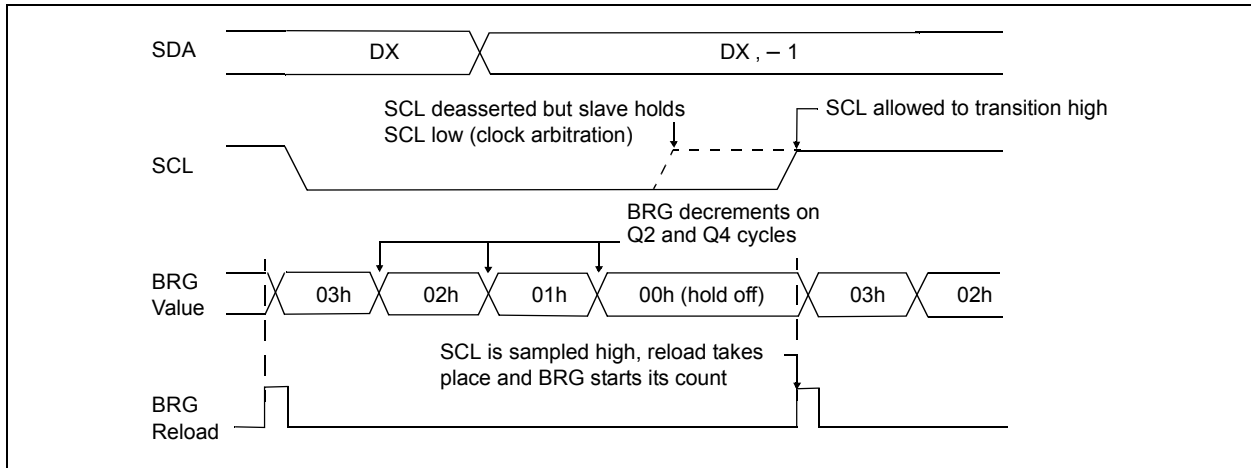 SDA
DX
DX , – 1
SCL deasserted but slave holds
SCL low (clock arbitration)
SCL allowed to transition high
SCL
BRG decrements on
Q2 and Q4 cycles
BRG
Value
03h
02h
01h
00h (hold off)
03h
02h
SCL is sampled high, reload takes
place and BRG starts its count
BRG
Reload